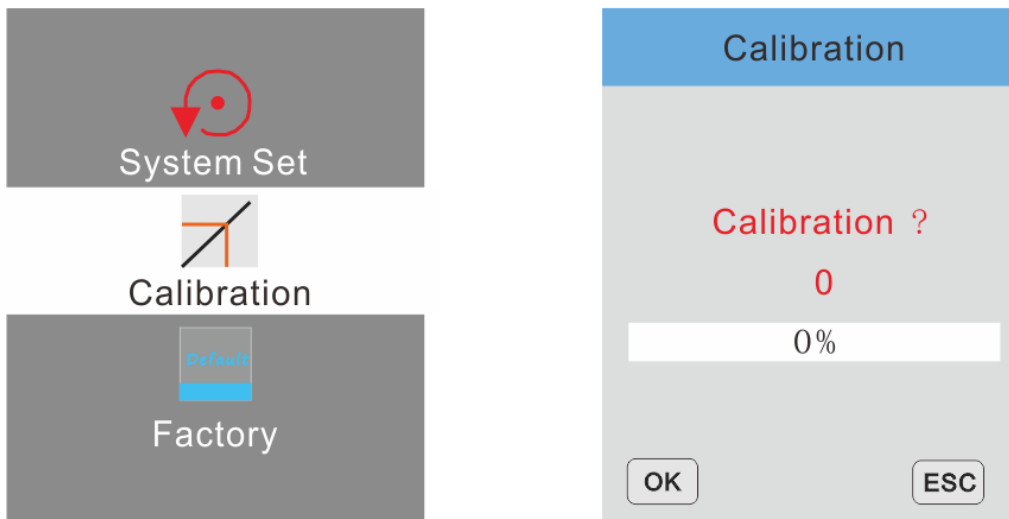 System Set
Calibration
Default
Factory
Calibration
Calibration ?
0
0%
OK
ESC